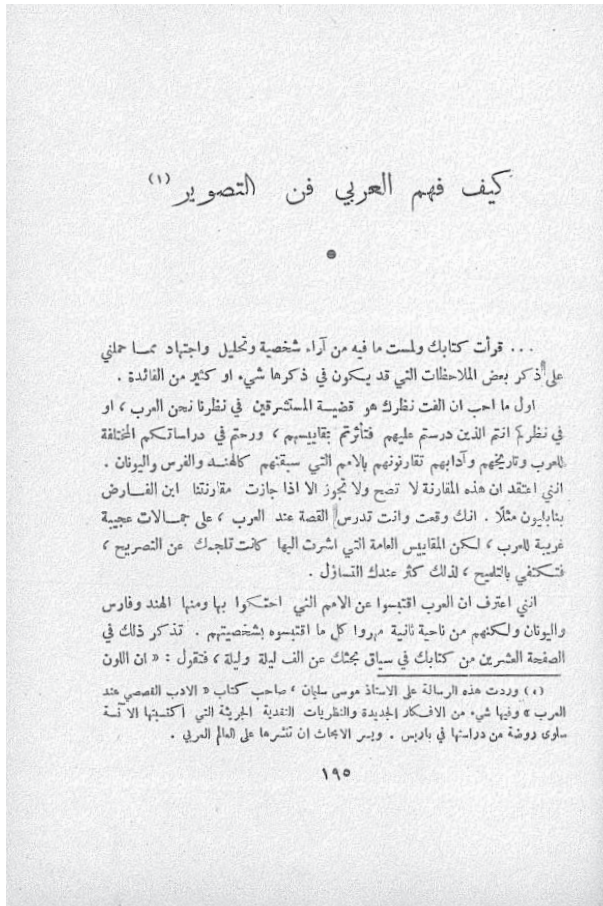 كيف فهم العربي فن التصوير (١)
... قرأت كتابك ولمست ما فيه من آراء شخصية وتحليل واجتهاد مما حملني
على ذكر بعض الملاحظات التي قد يكون في ذكرها شيء او كثير من الفائدة .
اول ما احب ان الفت نظرك هو قضية المستشرقين في نظرنا نحن العرب ، او
في نظركم انتم الذين درستم عليهم فتأثرتم بمقاييسهم ، ورحتم في دراساتكم المختلفة
للعرب وتاريخهم وآدابهم تقارنونهم بالامم التي سبقتهم كالهند والفرس واليونان .
انني اعتقد ان هذه المقارنة لا تصح ولا تجوز الا اذا جازت مقارنتنا ابن الفارض
بنابليون مثلًا . انك وقعت وانت تدرس القصة عند العرب ، على جمالات عجيبة
غريبة للعرب ، لكن المقاييس العامة التي اشرت اليها كانت تلجمك عن التصريح ،
فتكتفي بالتلميح ، لذلك كثر عندك التساؤل .
انني اعترف ان العرب اقتبسوا عن الامم التي احتكوا بها ومنها الهند وفارس
واليونان ولكنهم من ناحية ثانية مهروا كل ما اقتبسوه بشخصيتهم . تذكر ذلك في
الصفحة العشرين من كتابك في سياق بحثك عن الف ليلة وليلة ، فتقول : « ان اللون
(١) وردت هذه الرسالة على الاستاذ موسى سليمان ، صاحب كتاب « الادب القصصي عند
العرب » وفيها شيء من الافكار الجديدة والنظريات النقدية الجريئة التي اكتسبتها الآنسة
سلوى روضة من دراستها في باريس . ويسر الابحاث ان تنشرها على العالم العربي .
١٩٥